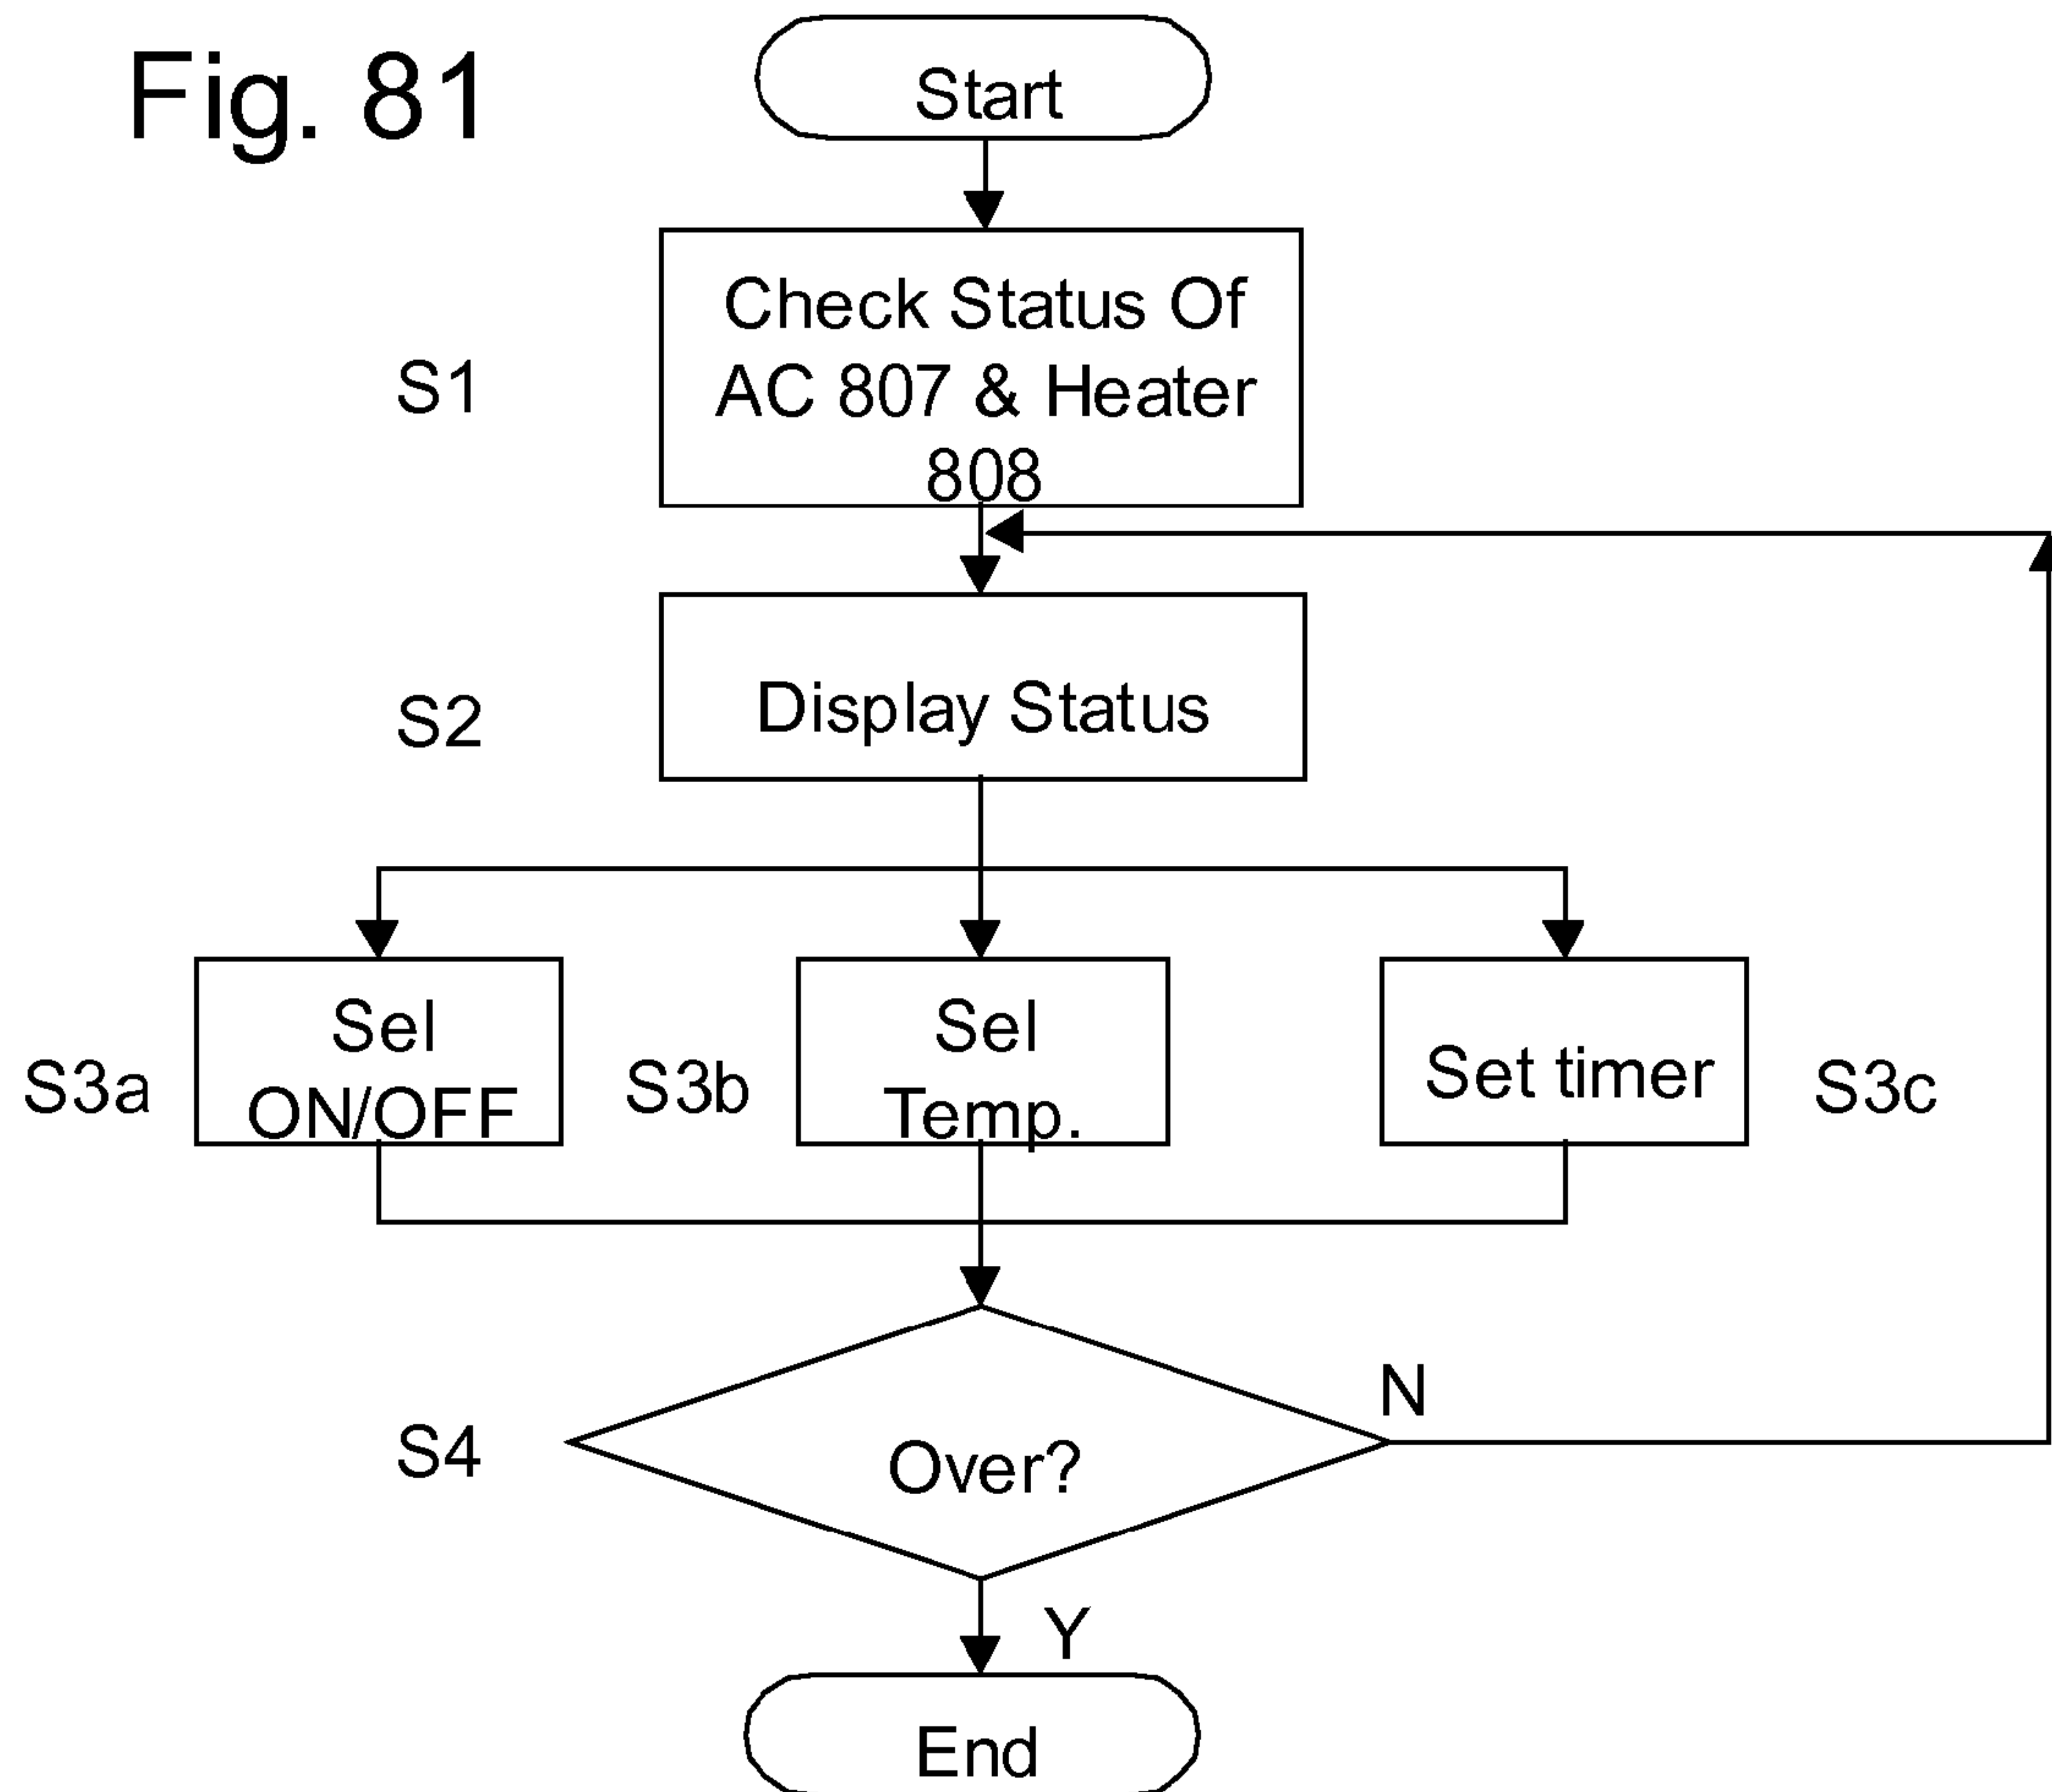 Fig. 81
Start
S1
Check Status Of
AC 807 & Heater
808
S2
Display Status
S3a
Sel
ON/OFF
S3b
Sel
Temp.
Set timer
S3c
S4
Over?
N
Y
End